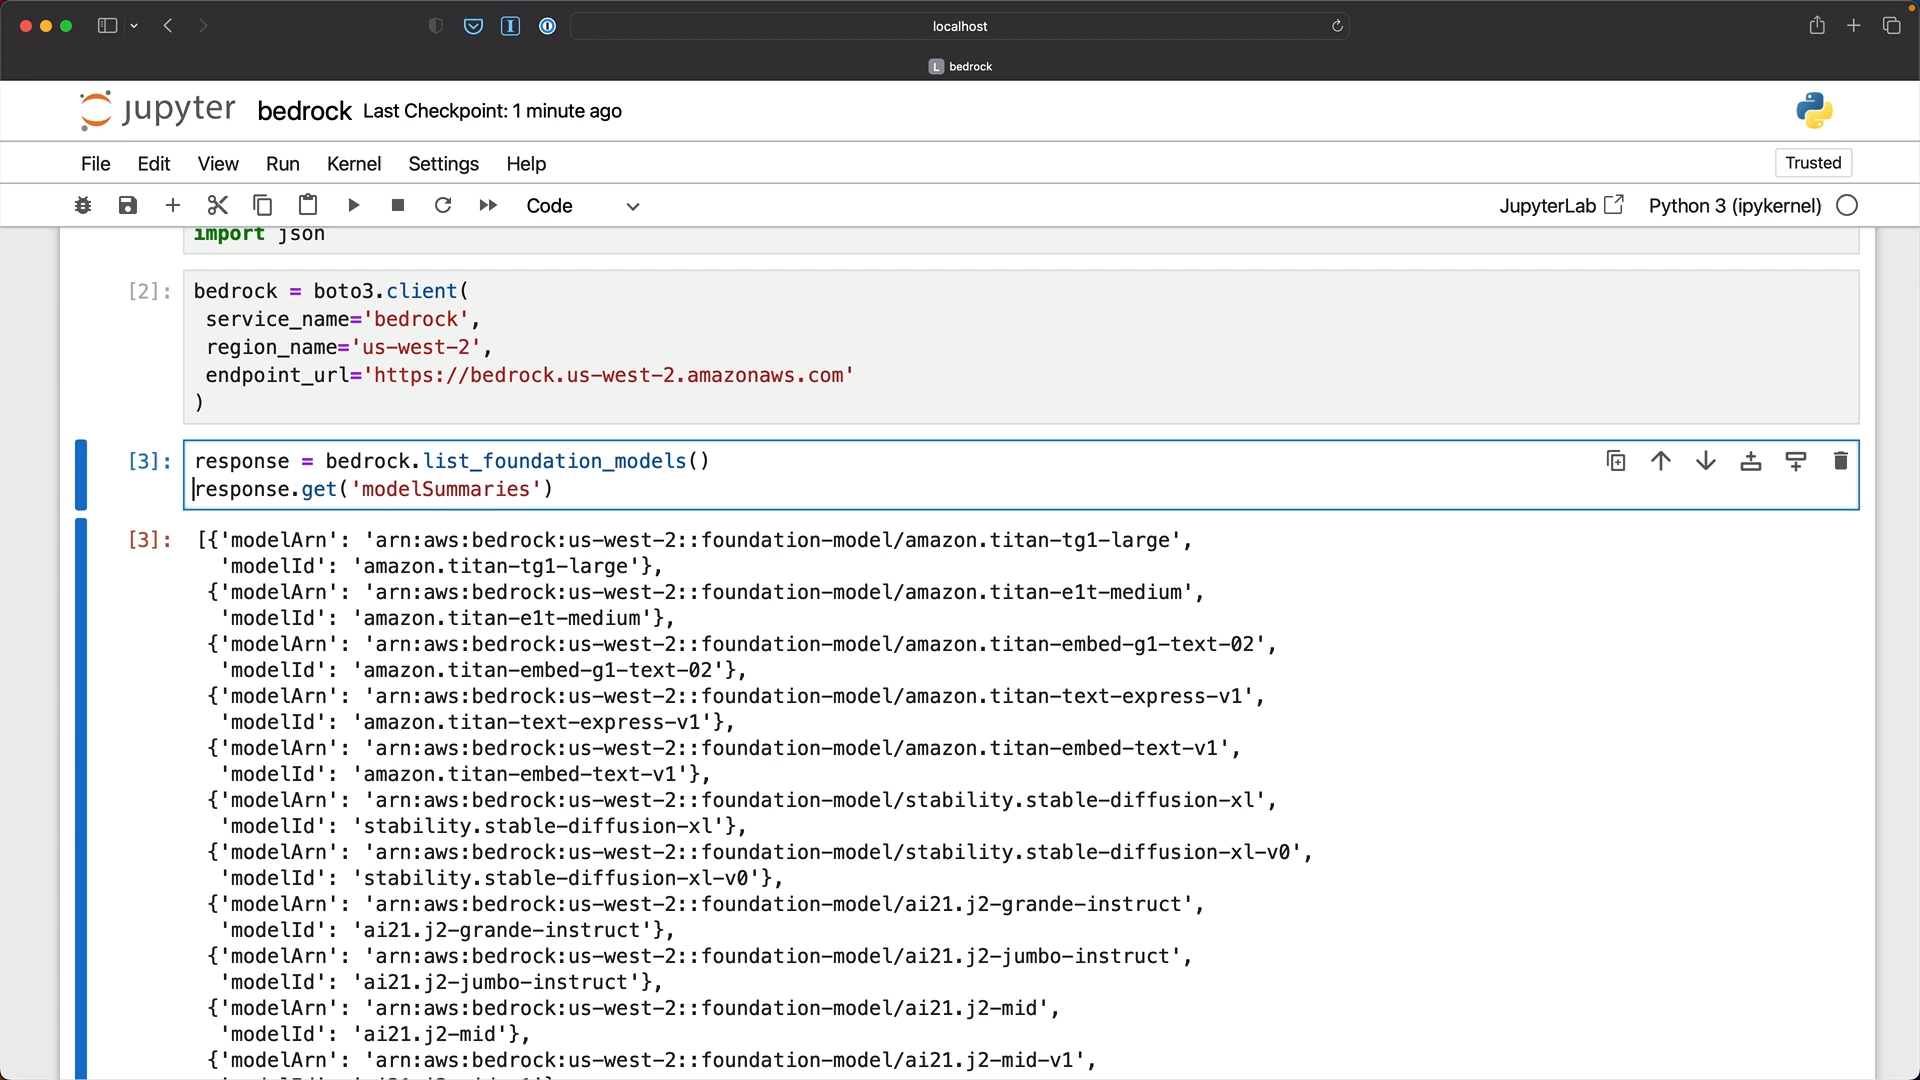 localhost
L bedrock
jupyter bedrock Last Checkpoint: 1 minute ago
File Edit View Run Kernel Settings Help Trusted
Code JupyterLab Python 3 (ipykernel)
import json
[2]: bedrock = boto3.client(
service_name='bedrock',
region_name='us-west-2',
endpoint_url='https://bedrock.us-west-2.amazonaws.com'
)
[3]: response = bedrock.list_foundation_models()
response.get('modelSummaries')
[3]: [{'modelArn': 'arn:aws:bedrock:us-west-2::foundation-model/amazon.titan-tg1-large',
'modelId': 'amazon.titan-tg1-large'},
{'modelArn': 'arn:aws:bedrock:us-west-2::foundation-model/amazon.titan-e1t-medium',
'modelId': 'amazon.titan-e1t-medium'},
{'modelArn': 'arn:aws:bedrock:us-west-2::foundation-model/amazon.titan-embed-g1-text-02',
'modelId': 'amazon.titan-embed-g1-text-02'},
{'modelArn': 'arn:aws:bedrock:us-west-2::foundation-model/amazon.titan-text-express-v1',
'modelId': 'amazon.titan-text-express-v1'},
{'modelArn': 'arn:aws:bedrock:us-west-2::foundation-model/amazon.titan-embed-text-v1',
'modelId': 'amazon.titan-embed-text-v1'},
{'modelArn': 'arn:aws:bedrock:us-west-2::foundation-model/stability.stable-diffusion-xl',
'modelId': 'stability.stable-diffusion-xl'},
{'modelArn': 'arn:aws:bedrock:us-west-2::foundation-model/stability.stable-diffusion-xl-v0',
'modelId': 'stability.stable-diffusion-xl-v0'},
{'modelArn': 'arn:aws:bedrock:us-west-2::foundation-model/ai21.j2-grande-instruct',
'modelId': 'ai21.j2-grande-instruct'},
{'modelArn': 'arn:aws:bedrock:us-west-2::foundation-model/ai21.j2-jumbo-instruct',
'modelId': 'ai21.j2-jumbo-instruct'},
{'modelArn': 'arn:aws:bedrock:us-west-2::foundation-model/ai21.j2-mid',
'modelId': 'ai21.j2-mid'},
{'modelArn': 'arn:aws:bedrock:us-west-2::foundation-model/ai21.j2-mid-v1',